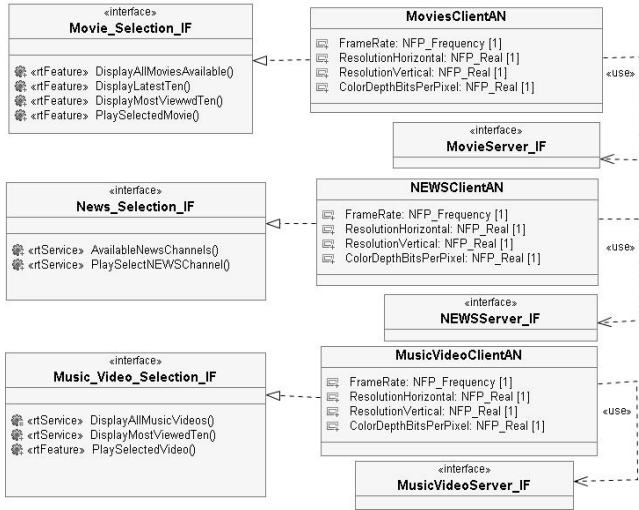 «interface»
Movie_Selection_IF
«rtFeature» DisplayAllMoviesAvailable()
«rtFeature» DisplayLatestTen()
«rtFeature» DisplayMostViewwdTen()
«rtFeature» PlaySelectedMovie()
MoviesClientAN
FrameRate: NFP_Frequency [1]
ResolutionHorizontal: NFP_Real [1]
ResolutionVertical: NFP_Real [1]
ColorDepthBitsPerPixel: NFP_Real [1]
«use»
«interface»
MovieServer_IF
«interface»
News_Selection_IF
«rtService» AvailableNewsChannels()
«rtService» PlaySelectNEWSChannel()
NEWSClientAN
FrameRate: NFP_Frequency [1]
ResolutionHorizontal: NFP_Real [1]
ResolutionVertical: NFP_Real [1]
ColorDepthBitsPerPixel: NFP_Real [1]
«use»
«interface»
NEWSServer_IF
«interface»
Music_Video_Selection_IF
«rtService» DisplayAllMusicVideos()
«rtService» DisplayMostViewedTen()
«rtFeature» PlaySelectedVideo()
MusicVideoClientAN
FrameRate: NFP_Frequency [1]
ResolutionHorizontal: NFP_Real [1]
ResolutionVertical: NFP_Real [1]
ColorDepthBitsPerPixel: NFP_Real [1]
«use»
«interface»
MusicVideoServer_IF